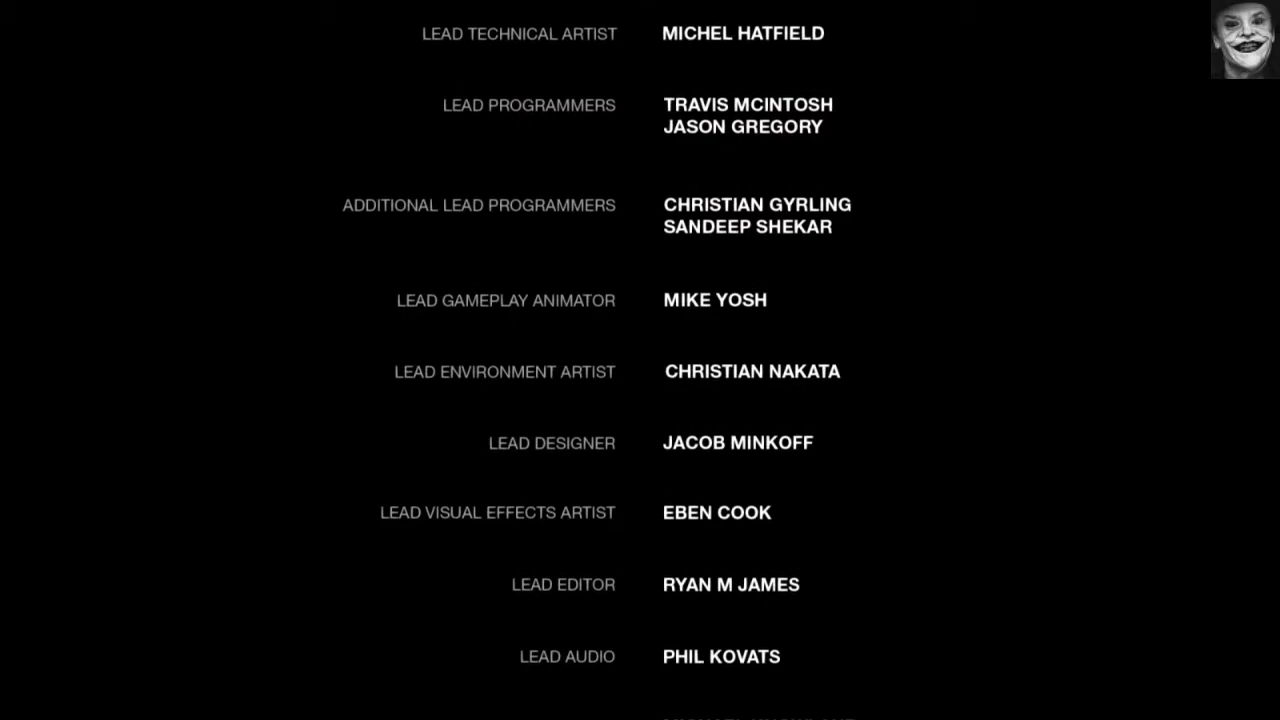 LEAD TECHNICAL ARTIST MICHEL HATFIELD
LEAD PROGRAMMERS TRAVIS MCINTOSH
JASON GREGORY
ADDITIONAL LEAD PROGRAMMERS CHRISTIAN GYRLING
SANDEEP SHEKAR
LEAD GAMEPLAY ANIMATOR MIKE YOSH
LEAD ENVIRONMENT ARTIST CHRISTIAN NAKATA
LEAD DESIGNER JACOB MINKOFF
LEAD VISUAL EFFECTS ARTIST EBEN COOK
LEAD EDITOR RYAN M JAMES
LEAD AUDIO PHIL KOVATS